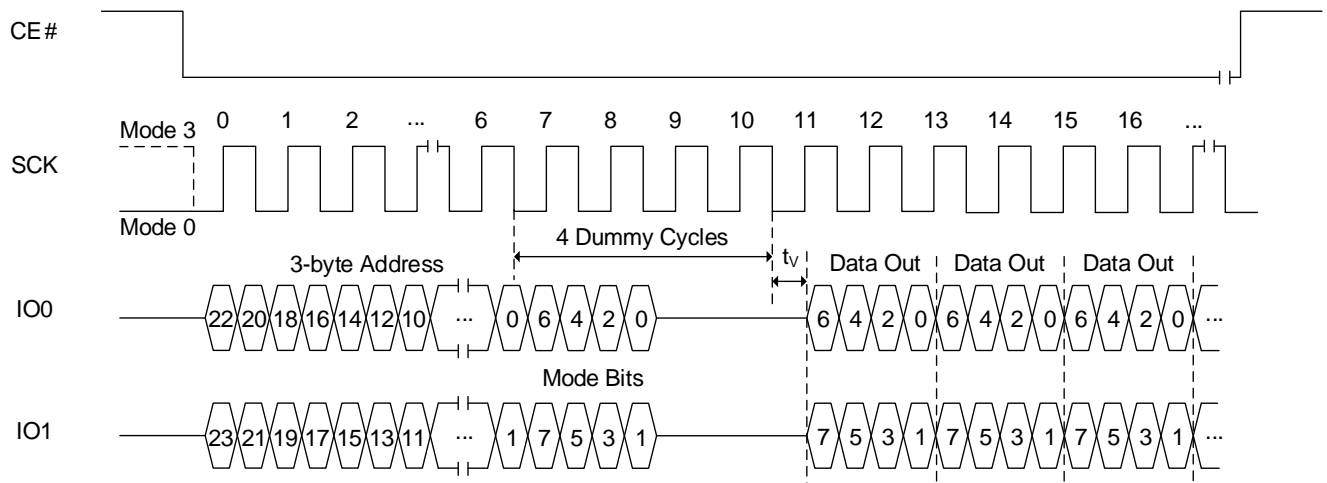 CE#
Mode 3
0 1 2 ... 6 7 8 9 10 11 12 13 14 15 16 ...
SCK
Mode 0
4 Dummy Cycles
3-byte Address
tV
Data Out Data Out Data Out
IO0
22 20 18 16 14 12 10 ... 0 6 4 2 0 6 4 2 0 6 4 2 0 6 4 2 0 ...
Mode Bits
IO1
23 21 19 17 15 13 11 ... 1 7 5 3 1 7 5 3 1 7 5 3 1 7 5 3 1 ...